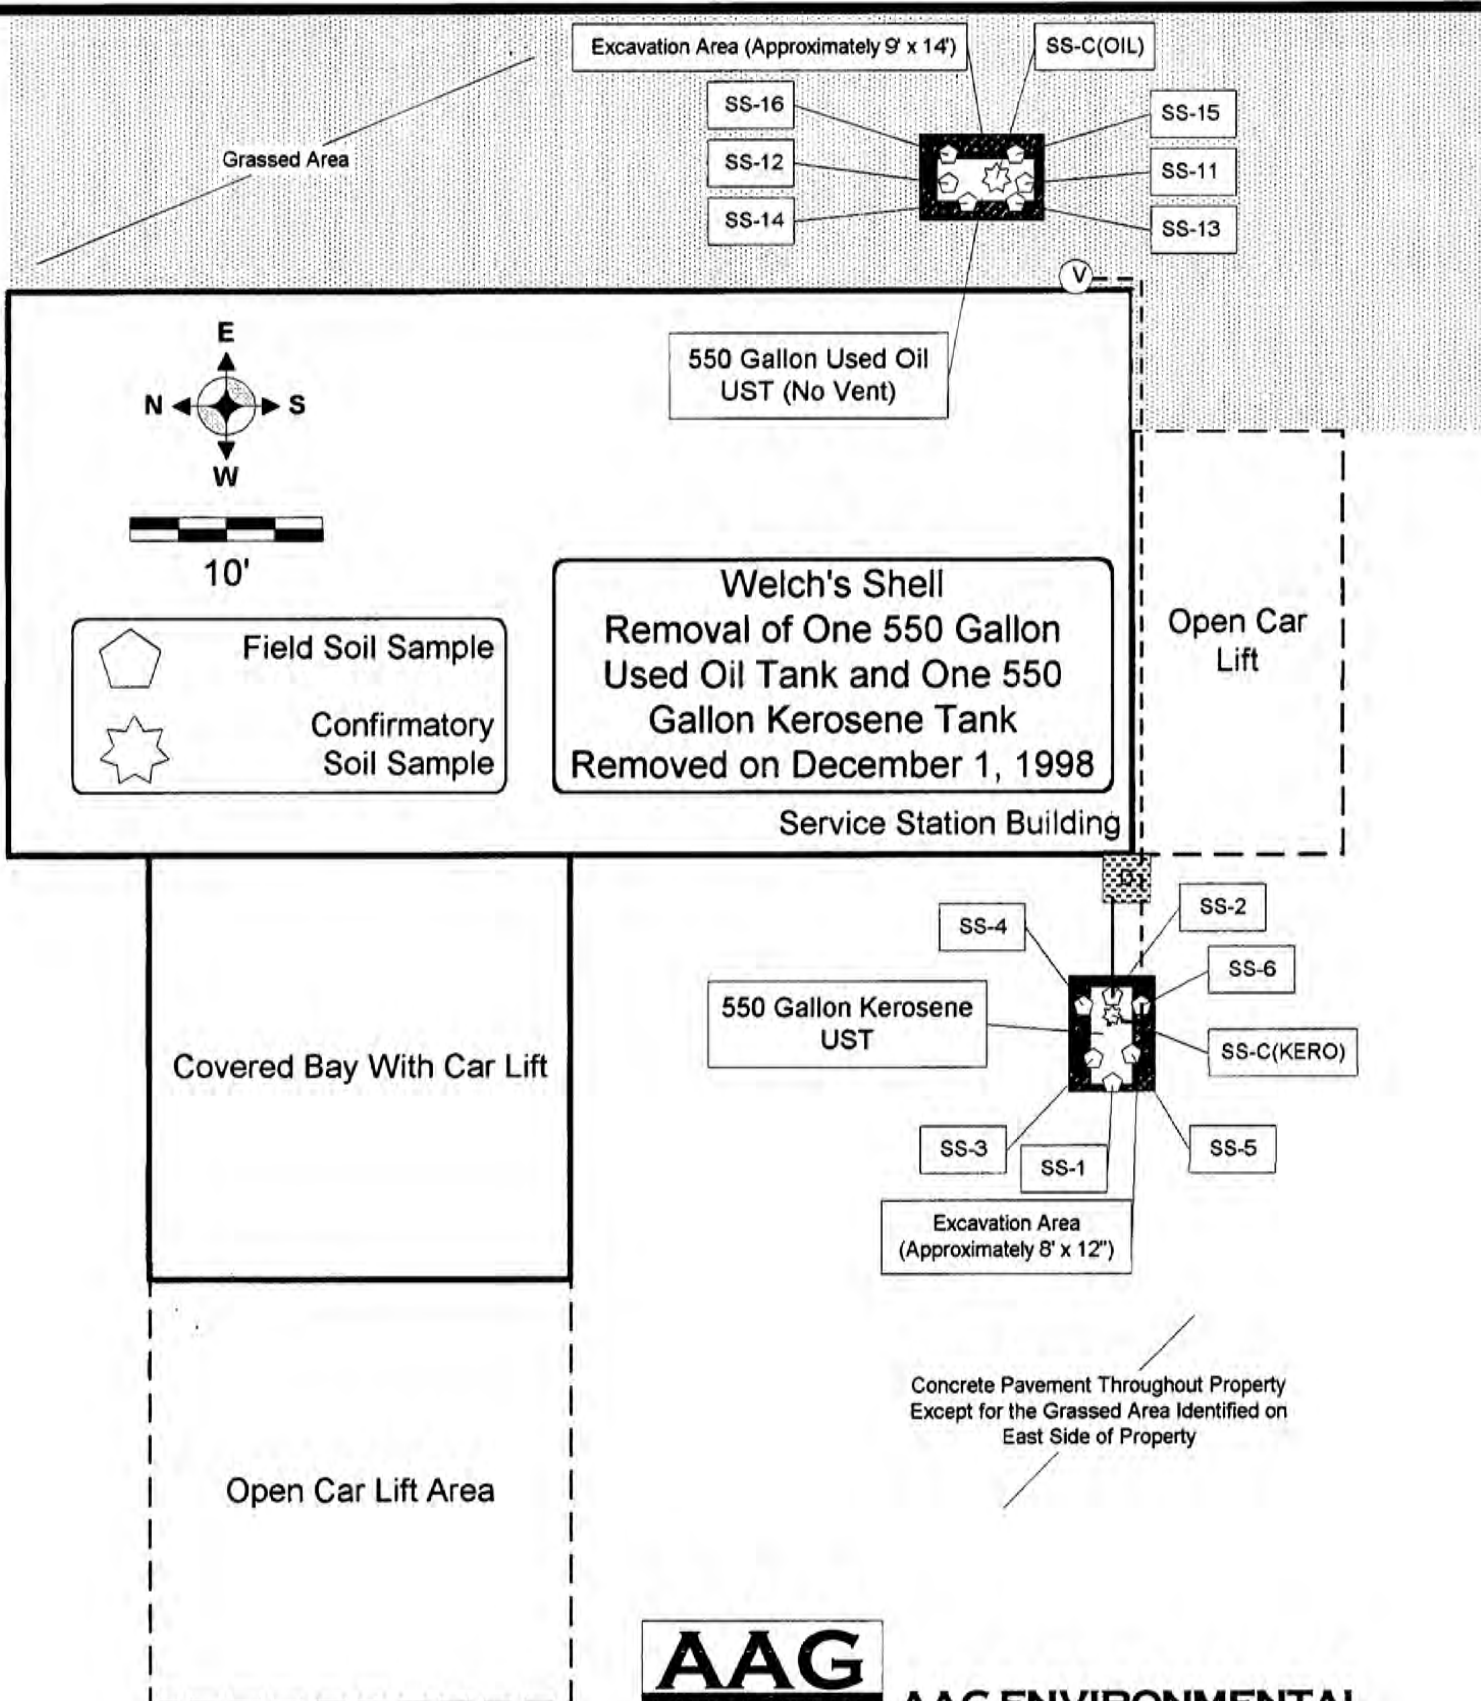 Excavation Area (Approximately 9' x 14')
SS-C(OIL)
SS-16
SS-15
Grassed Area
SS-12
SS-11
SS-14
SS-13
V
E
N S
W
550 Gallon Used Oil
UST (No Vent)
10'
Welch's Shell
Removal of One 550 Gallon
Used Oil Tank and One 550
Gallon Kerosene Tank
Removed on December 1, 1998
Field Soil Sample
Confirmatory
Soil Sample
Open Car
Lift
Service Station Building
D
SS-2
SS-4
SS-6
550 Gallon Kerosene
UST
SS-C(KERO)
Covered Bay With Car Lift
SS-3
SS-1
SS-5
Excavation Area
(Approximately 8' x 12")
Concrete Pavement Throughout Property
Except for the Grassed Area Identified on
East Side of Property
Open Car Lift Area
AAG
AAG ENVIRONMENTAL